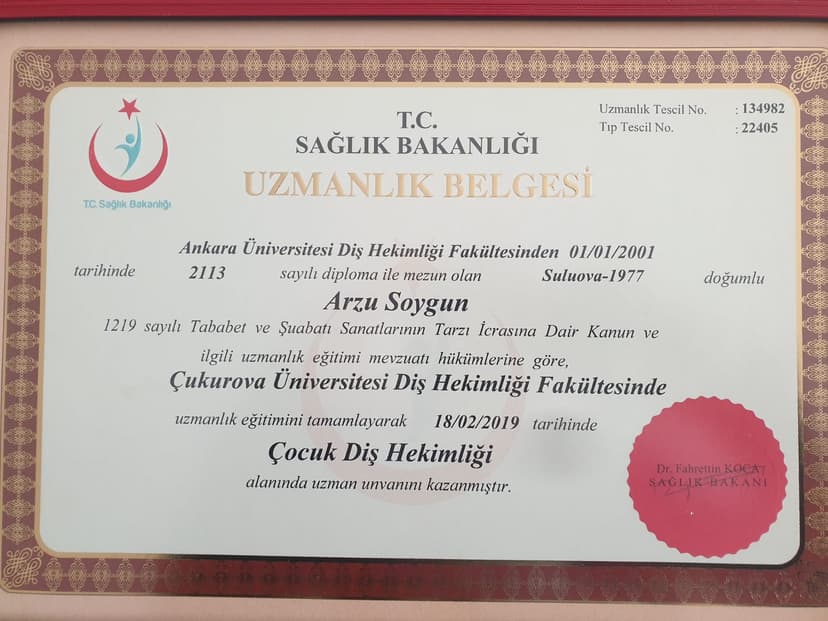 T.C. Sağlık Bakanlığı
T.C.
SAĞLIK BAKANLIĞI
UZMANLIK BELGESİ
Uzmanlık Tescil No. : 134982
Tıp Tescil No. : 22405
Ankara Üniversitesi Diş Hekimliği Fakültesinden 01/01/2001
tarihinde 2113 sayılı diploma ile mezun olan Suluova-1977 doğumlu
Arzu Soygun
1219 sayılı Tababet ve Şuabatı Sanatlarının Tarzı İcrasına Dair Kanun ve
ilgili uzmanlık eğitimi mevzuatı hükümlerine göre,
Çukurova Üniversitesi Diş Hekimliği Fakültesinde
uzmanlık eğitimini tamamlayarak 18/02/2019 tarihinde
Çocuk Diş Hekimliği
alanında uzman unvanını kazanmıştır.
Dr. Fahrettin KOCA
SAĞLIK BAKANI